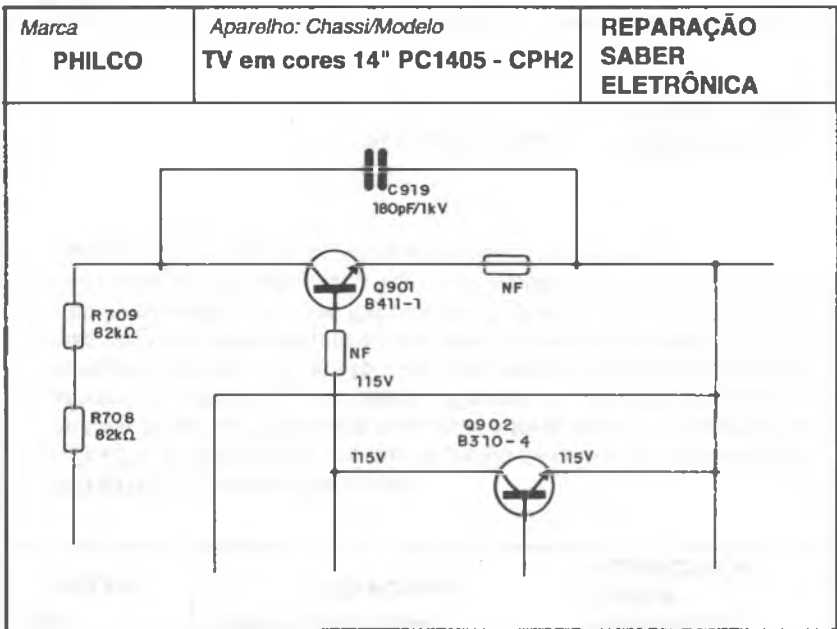 Marca
PHILCO
Aparelho: Chassi/Modelo
TV em cores 14" PC1405 - CPH2
REPARAÇÃO
SABER
ELETRÔNICA
C919
180pF/1kV
Q901
B411-1
NF
R709
82kΩ
NF
115V
R708
82kΩ
Q902
B310-4
115V
115V